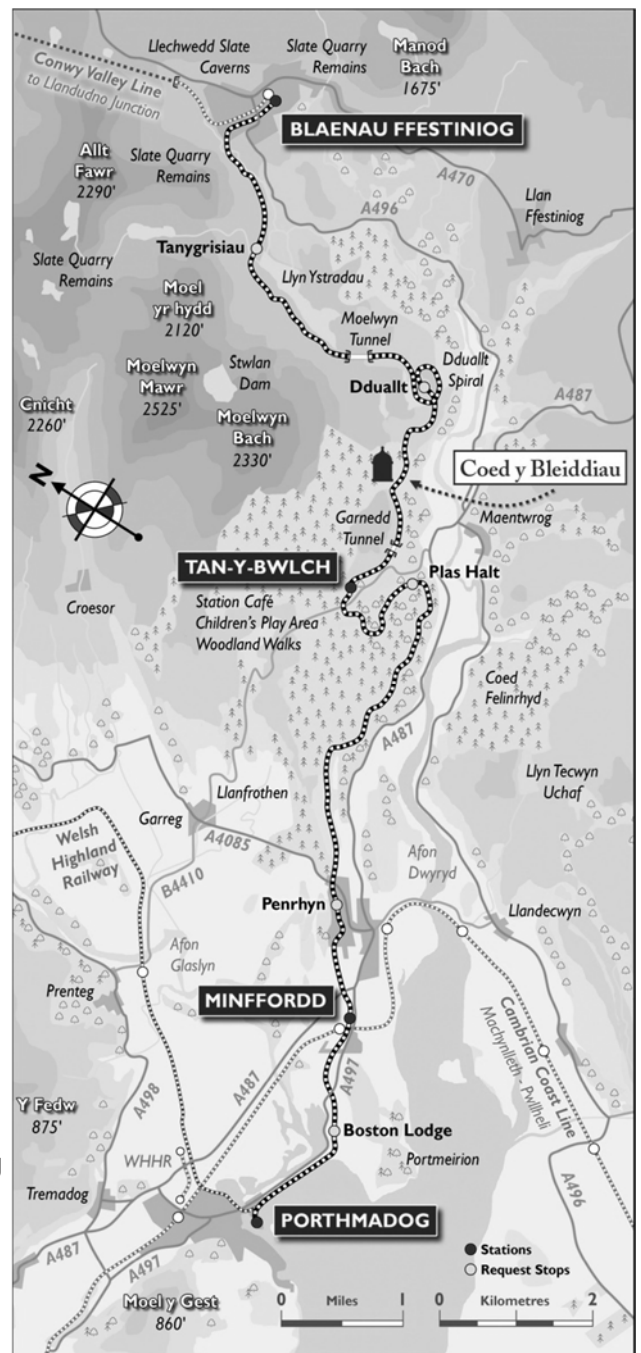 Llechwedd Slate
Caverns
Slate Quarry
Remains
Manod
Bach
1675'
Conwy Valley Line
to Llandudno Junction
BLAENAU FFESTINIOG
Allt
Fawr
2290'
Slate Quarry
Remains
A470
A496
Llan
Ffestiniog
Tanygrisiau
Slate Quarry
Remains
Llyn Ystradau
Moel
yr hydd
2120'
Moelwyn
Tunnel
Moelwyn
Mawr
2525'
Stwlan
Dam
Dduallt
Dduallt
Spiral
A487
Cnicht
2260'
Moelwyn
Bach
2330'
N
Coed y Bleiddiau
Garnedd
Tunnel
Maentwrog
TAN-Y-BWLCH
Plas Halt
Croesor
Station Café
Children's Play Area
Woodland Walks
Coed
Felinrhyd
A487
Llyn Tecwyn
Uchaf
Llanfrothen
Garreg
A4085
Welsh
Highland
Railway
B4410
Afon
Dwyryd
Penrhyn
Llandecwyn
Afon
Glaslyn
Prenteg
MINFFORDD
Cambrian Coast Line
Machynlleth - Pwllheli
A487
A497
A498
Y Fedw
875'
Boston Lodge
WHHR
Portmeirion
Tremadog
A496
PORTHMADOG
A487
A497
Stations
Request Stops
Moel y Gest
860'
0 Miles 1
0 Kilometres 2